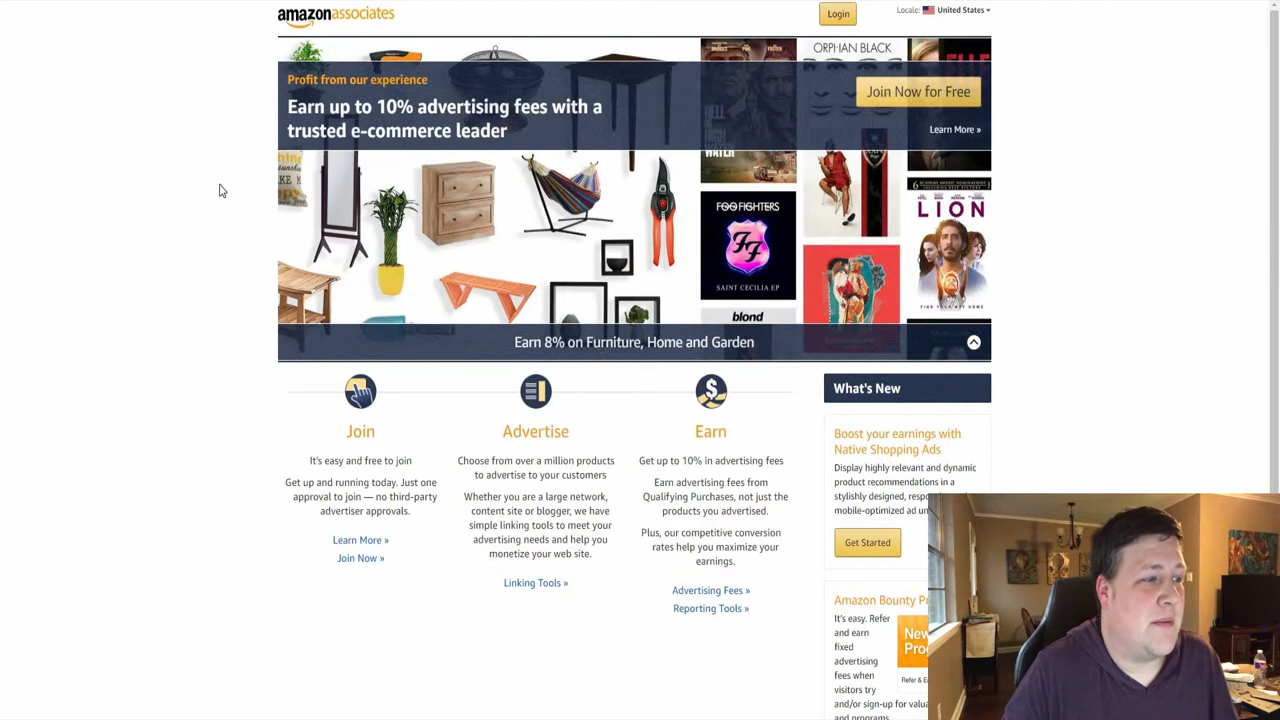 amazonassociates
Login
Locale: United States
Profit from our experience
Earn up to 10% advertising fees with a
trusted e-commerce leader
Join Now for Free
Learn More »
ORPHAN BLACK
WATER
FOO FIGHTERS
SAINT CECILIA EP
blond
LION
Earn 8% on Furniture, Home and Garden
Join
It's easy and free to join
Get up and running today. Just one
approval to join — no third-party
advertiser approvals.
Learn More »
Join Now »
Advertise
Choose from over a million products
to advertise to your customers
Whether you are a large network,
content site or blogger, we have
simple linking tools to meet your
advertising needs and help you
monetize your web site.
Linking Tools »
Earn
Get up to 10% in advertising fees
Earn advertising fees from
Qualifying Purchases, not just the
products you advertised.
Plus, our competitive conversion
rates help you maximize your
earnings.
Advertising Fees »
Reporting Tools »
What's New
Boost your earnings with
Native Shopping Ads
Display highly relevant and dynamic
product recommendations in a
stylishly designed,
mobile-optimized ad
Get Started
Amazon Bounty
It's easy. Refer
and earn
fixed
advertising
fees when
visitors try
and/or sign-up for
and programs
New
Refer &